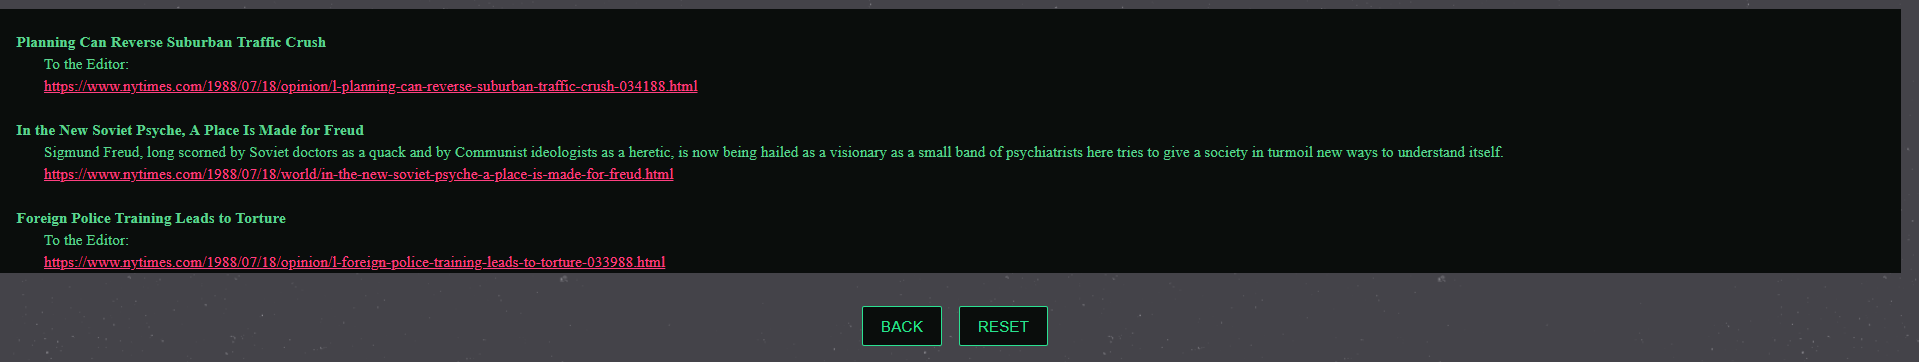 Planning Can Reverse Suburban Traffic Crush
To the Editor:
https://www.nytimes.com/1988/07/18/opinion/l-planning-can-reverse-suburban-traffic-crush-034188.html
In the New Soviet Psyche, A Place Is Made for Freud
Sigmund Freud, long scorned by Soviet doctors as a quack and by Communist ideologists as a heretic, is now being hailed as a visionary as a small band of psychiatrists here tries to give a society in turmoil new ways to understand itself.
https://www.nytimes.com/1988/07/18/world/in-the-new-soviet-psyche-a-place-is-made-for-freud.html
Foreign Police Training Leads to Torture
To the Editor:
https://www.nytimes.com/1988/07/18/opinion/l-foreign-police-training-leads-to-torture-033988.html
BACK
RESET